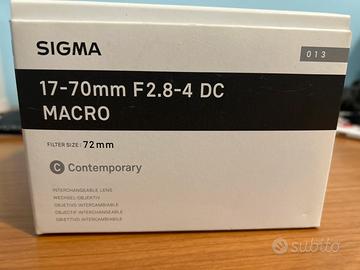 SIGMA
013
17-70mm F2.8-4 DC
MACRO
FILTER SIZE: 72mm
C Contemporary
INTERCHANGEABLE LENS
WECHSEL-OBJEKTIV
OBJETIVO INTERCAMBIABLE
OBJECTIF INTERCHANGEABLE
OBIETTIVO INTERCAMBIABILE
subito